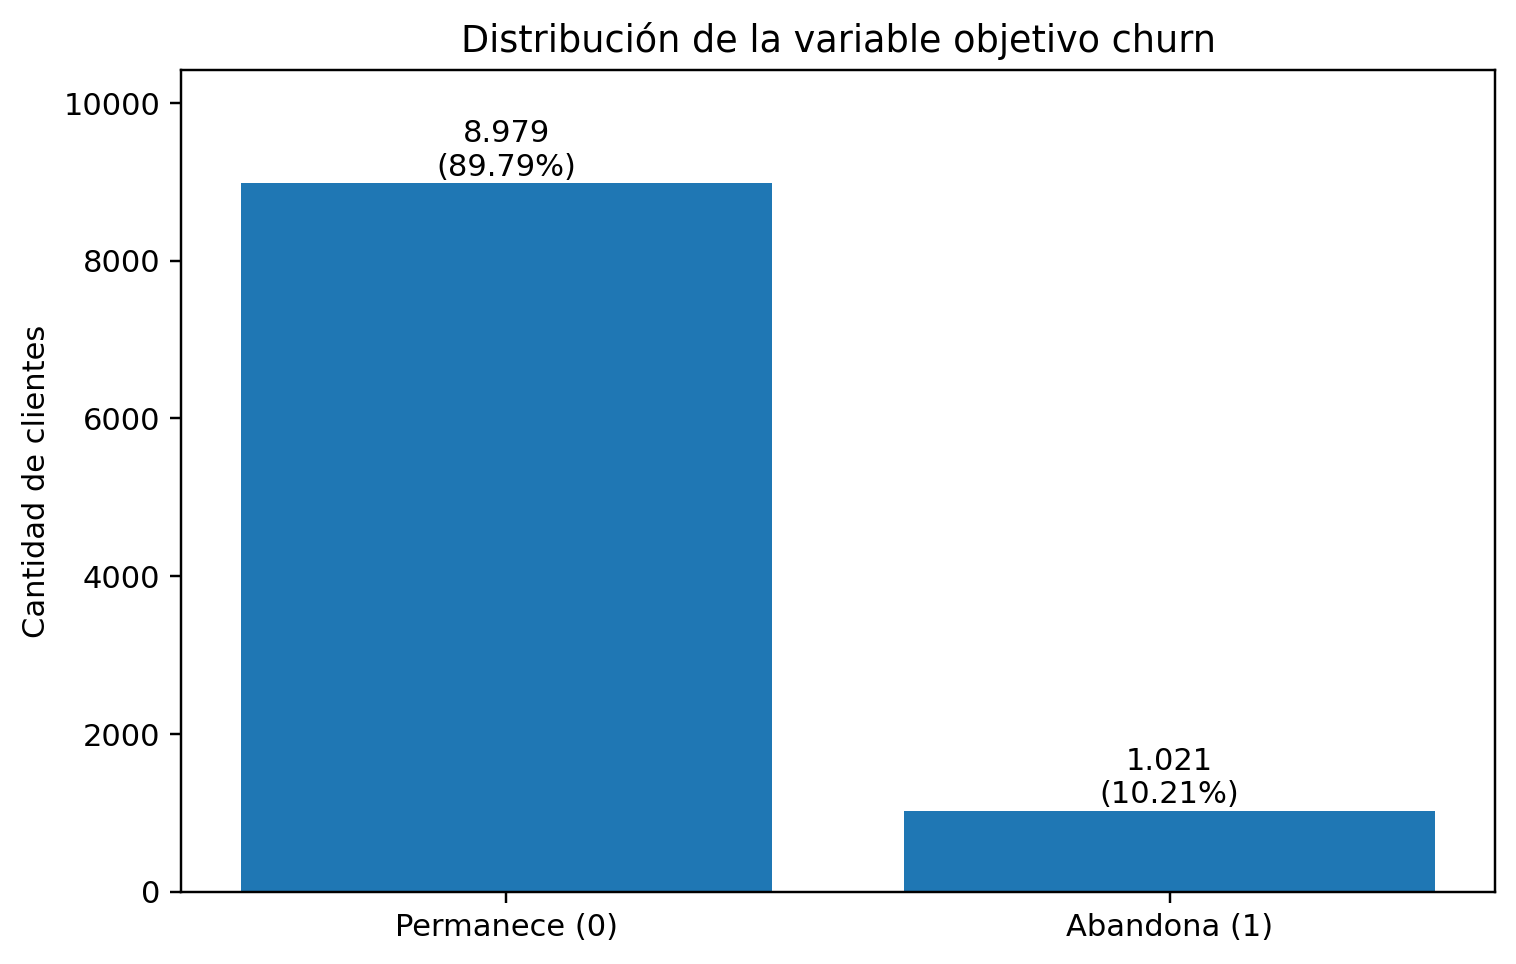 Distribución de la variable objetivo churn
10000
8000
6000
4000
2000
0
Cantidad de clientes
8.979
(89.79%)
1.021
(10.21%)
Permanece (0)
Abandona (1)